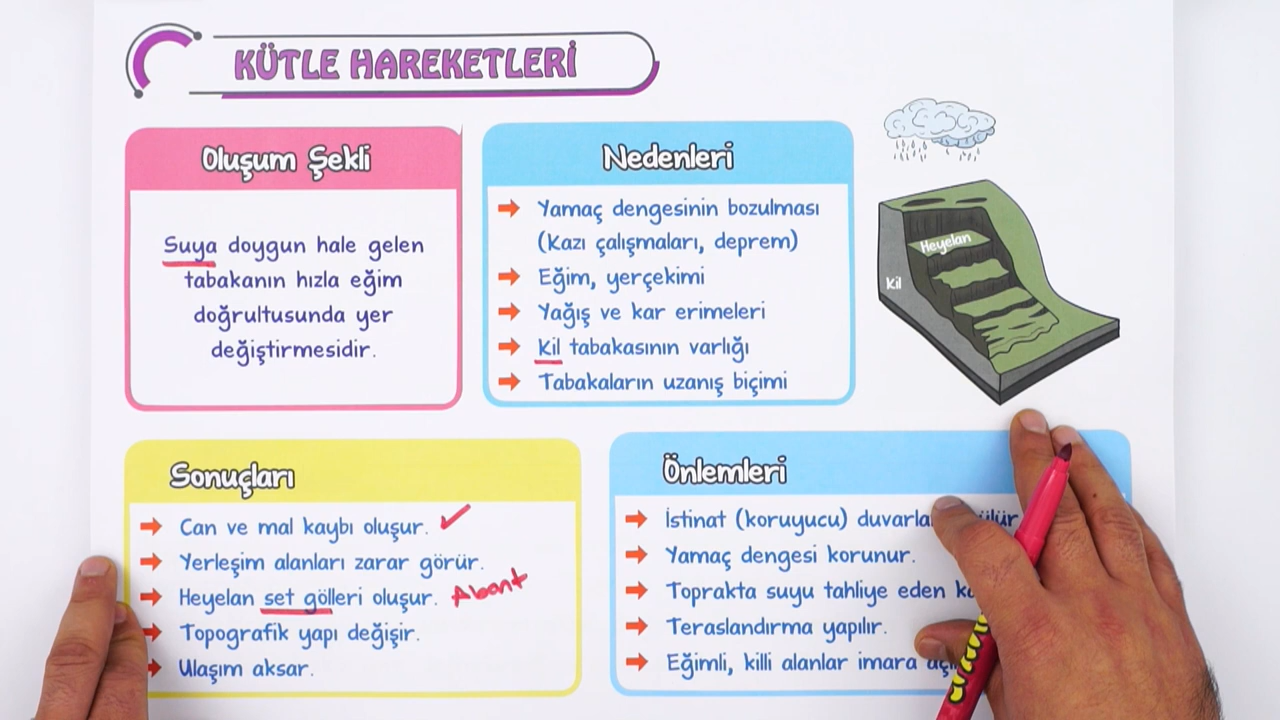 KÜTLE HAREKETLERİ
Oluşum Şekli
Suya doygun hale gelen
tabakanın hızla eğim
doğrultusunda yer
değiştirmesidir.
Nedenleri
Yamaç dengesinin bozulması
(Kazı çalışmaları, deprem)
Eğim, yerçekimi
Yağış ve kar erimeleri
Kil tabakasının varlığı
Tabakaların uzanış biçimi
Heyelan
Kil
Sonuçları
Can ve mal kaybı oluşur.
Yerleşim alanları zarar görür.
Heyelan set gölleri oluşur. Abant
Topografik yapı değişir.
Ulaşım aksar.
Önlemleri
İstinat (koruyucu)
Yamaç dengesi korunur.
Toprakta suyu tahliye eden
Teraslandırma yapılır.
Eğimli, killi alanlar imara